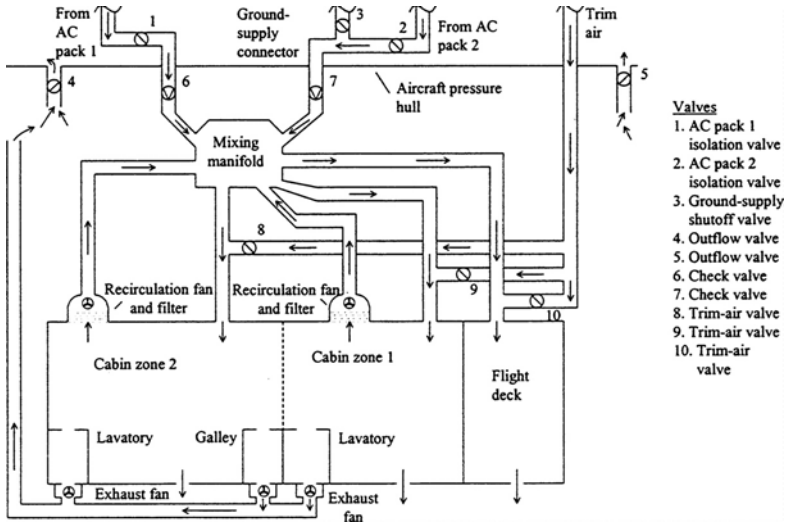 From
AC
pack 1
1
Ground-
supply
connector
3
2
From AC
pack 2
Trim
air
4
6
7
Aircraft pressure
hull
5
Mixing
manifold
8
9
10
Recirculation fan
and filter
Recirculation fan
and filter
Cabin zone 2
Cabin zone 1
Flight
deck
Lavatory
Galley
Lavatory
Exhaust fan
Exhaust
fan
Valves
1. AC pack 1
isolation valve
2. AC pack 2
isolation valve
3. Ground-supply
shutoff valve
4. Outflow valve
5. Outflow valve
6. Check valve
7. Check valve
8. Trim-air valve
9. Trim-air valve
10. Trim-air
valve